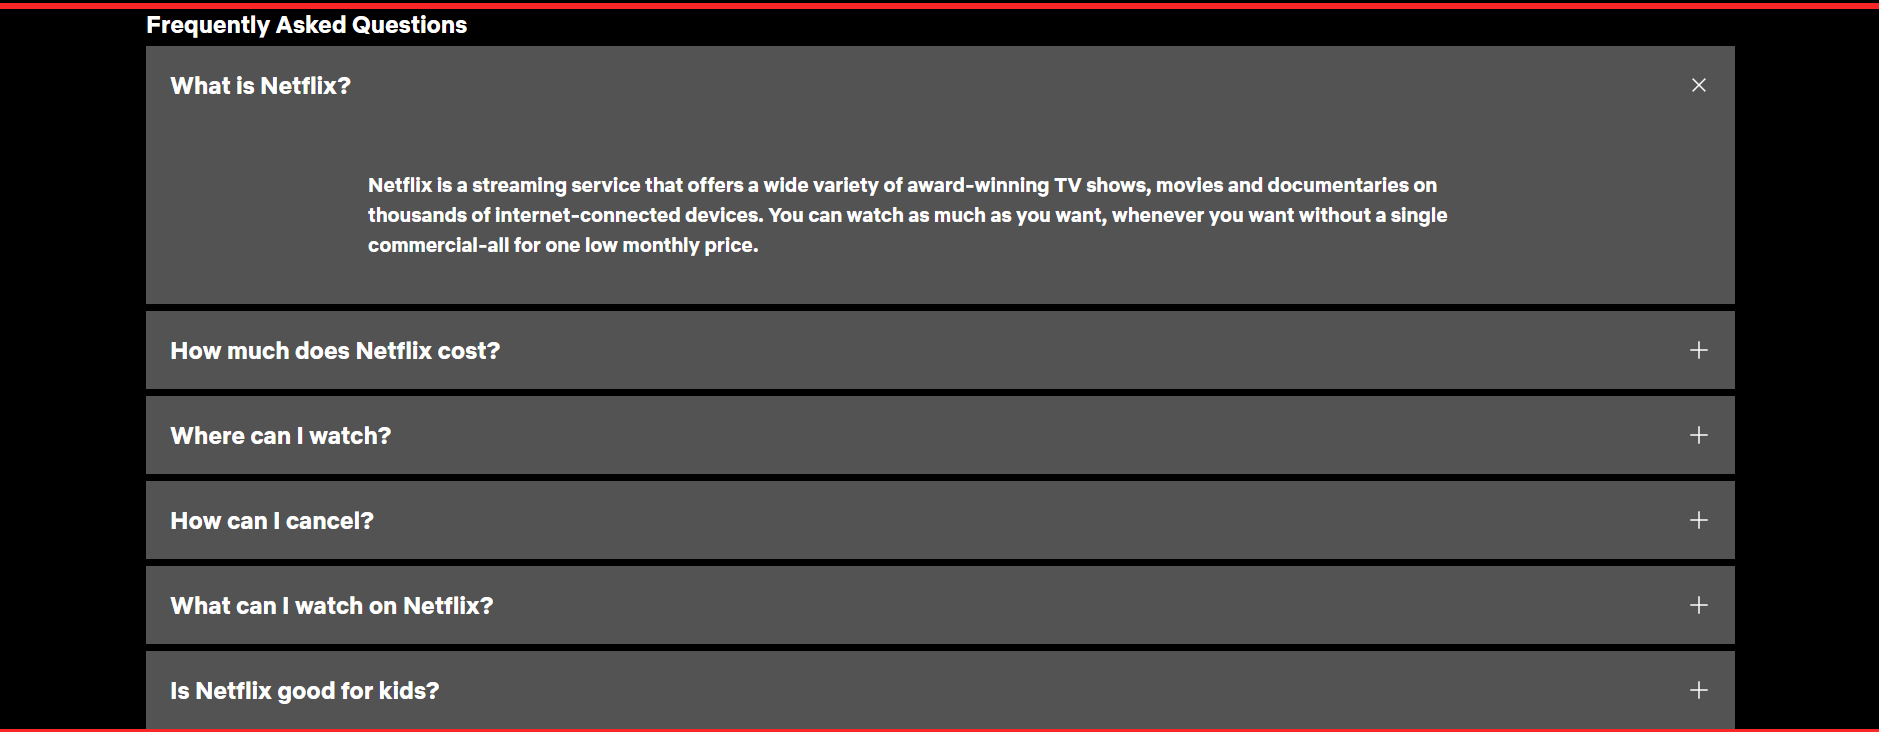 Frequently Asked Questions
What is Netflix?
Netflix is a streaming service that offers a wide variety of award-winning TV shows, movies and documentaries on
thousands of internet-connected devices. You can watch as much as you want, whenever you want without a single
commercial-all for one low monthly price.
How much does Netflix cost?
Where can I watch?
How can I cancel?
What can I watch on Netflix?
Is Netflix good for kids?